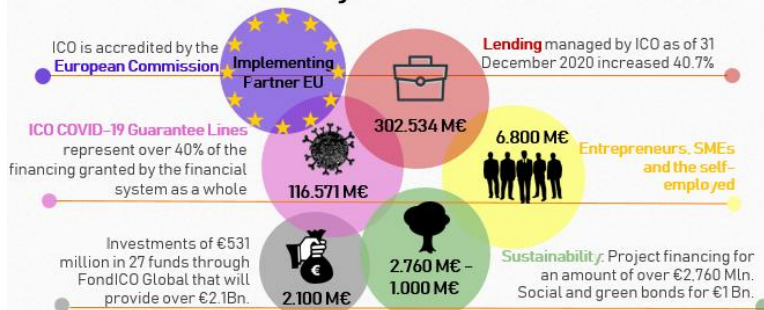 ICO is accredited by the
European Commission
Implementing
Partner EU
Lending managed by ICO as of 31
December 2020 increased 40.7%
302.534 M€
ICO COVID-19 Guarantee Lines
represent over 40% of the
financing granted by the financial
system as a whole
116.571 M€
6.800 M€
Entrepreneurs, SMEs
and the self-
employed
Investments of €531
million in 27 funds through
FondICO Global that will
provide over €2.1Bn.
€
2.100 M€
2.760 M€ –
1.000 M€
Sustainability: Project financing for
an amount of over €2,760 Mln.
Social and green bonds for €1 Bn.